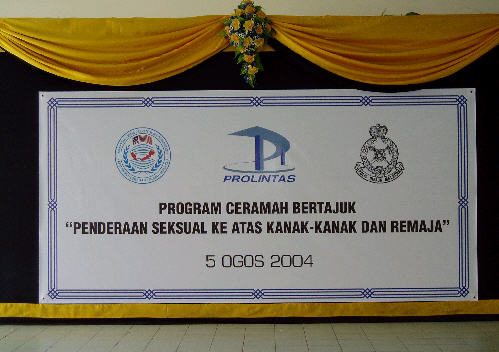 PROLINTAS
PROGRAM CERAMAH BERTAJUK
“PENDERAAN SEKSUAL KE ATAS KANAK-KANAK DAN REMAJA”
5 OGOS 2004